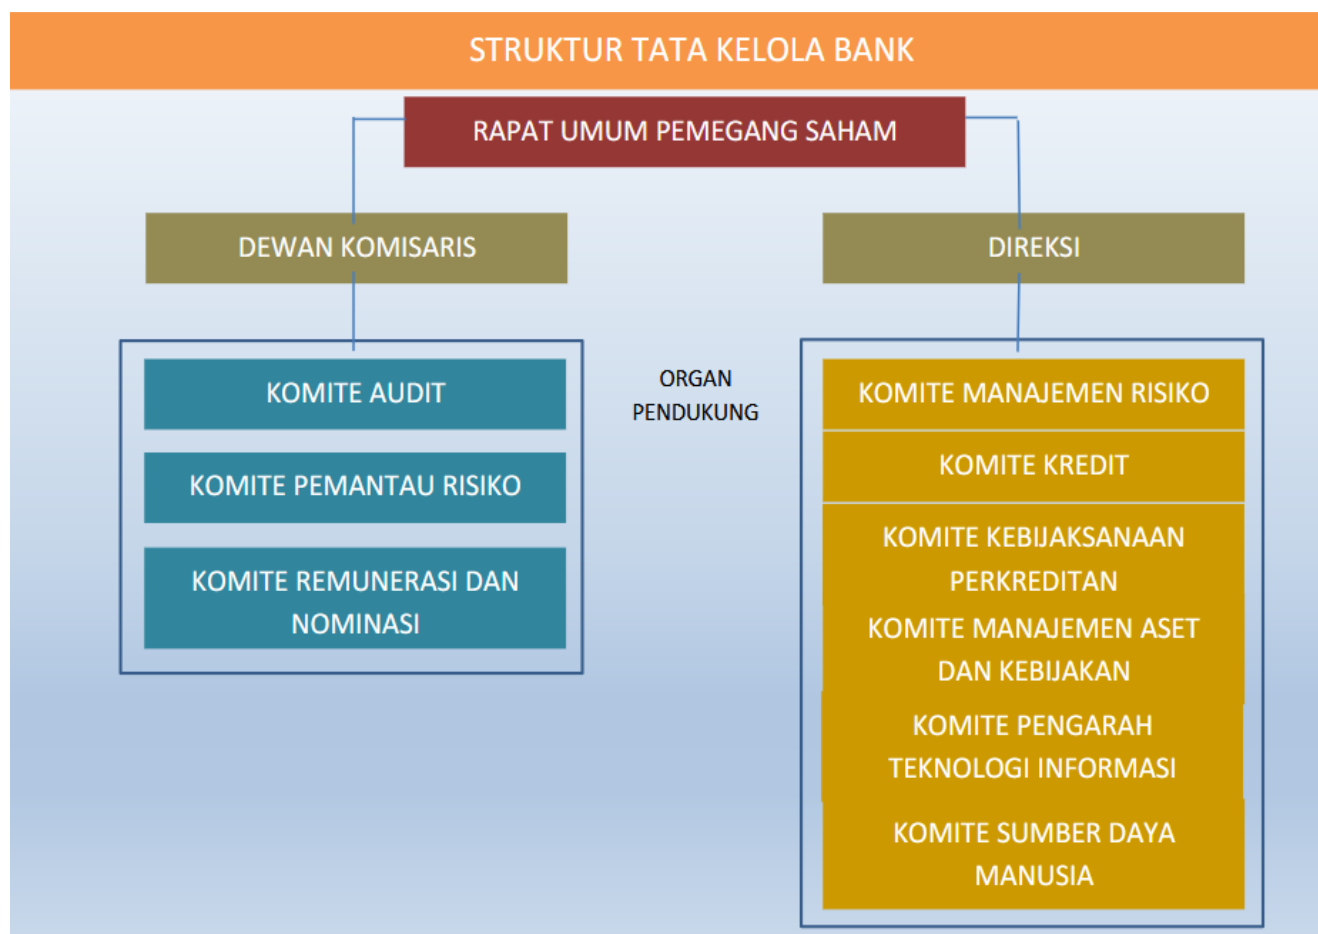 STRUKTUR TATA KELOLA BANK
RAPAT UMUM PEMEGANG SAHAM
DEWAN KOMISARIS
DIREKSI
KOMITE AUDIT
KOMITE PEMANTAU RISIKO
KOMITE REMUNERASI DAN
NOMINASI
ORGAN
PENDUKUNG
KOMITE MANAJEMEN RISIKO
KOMITE KREDIT
KOMITE KEBIJAKSANAAN
PERKREDITAN
KOMITE MANAJEMEN ASET
DAN KEBIJAKAN
KOMITE PENGARAH
TEKNOLOGI INFORMASI
KOMITE SUMBER DAYA
MANUSIA